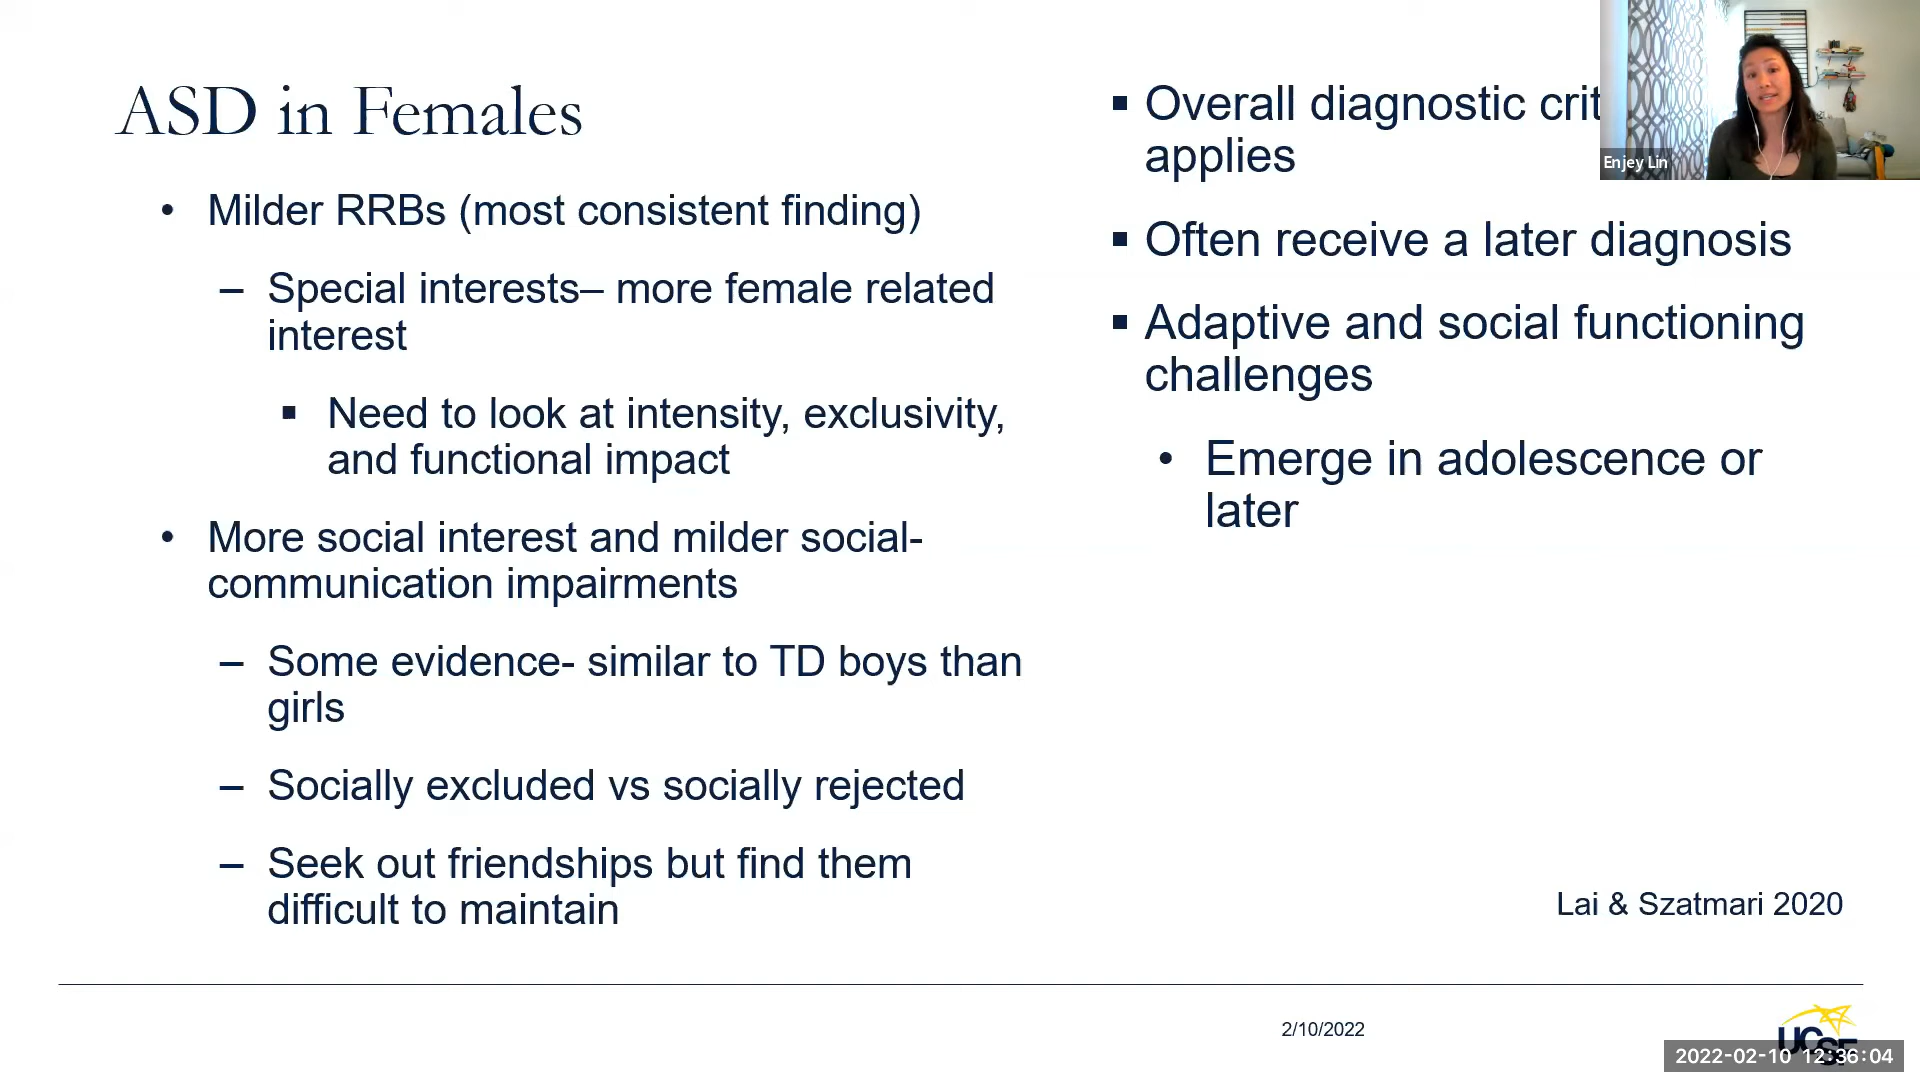 ASD in Females
• Milder RRBs (most consistent finding)
– Special interests– more female related
interest
▪ Need to look at intensity, exclusivity,
and functional impact
• More social interest and milder social-
communication impairments
– Some evidence- similar to TD boys than
girls
– Socially excluded vs socially rejected
– Seek out friendships but find them
difficult to maintain
▪ Overall diagnostic
applies
▪ Often receive a later diagnosis
▪ Adaptive and social functioning
challenges
• Emerge in adolescence or
later
Lai & Szatmari 2020
Enjey Lin
2/10/2022
UCSF
2022-02-10 12:36:04